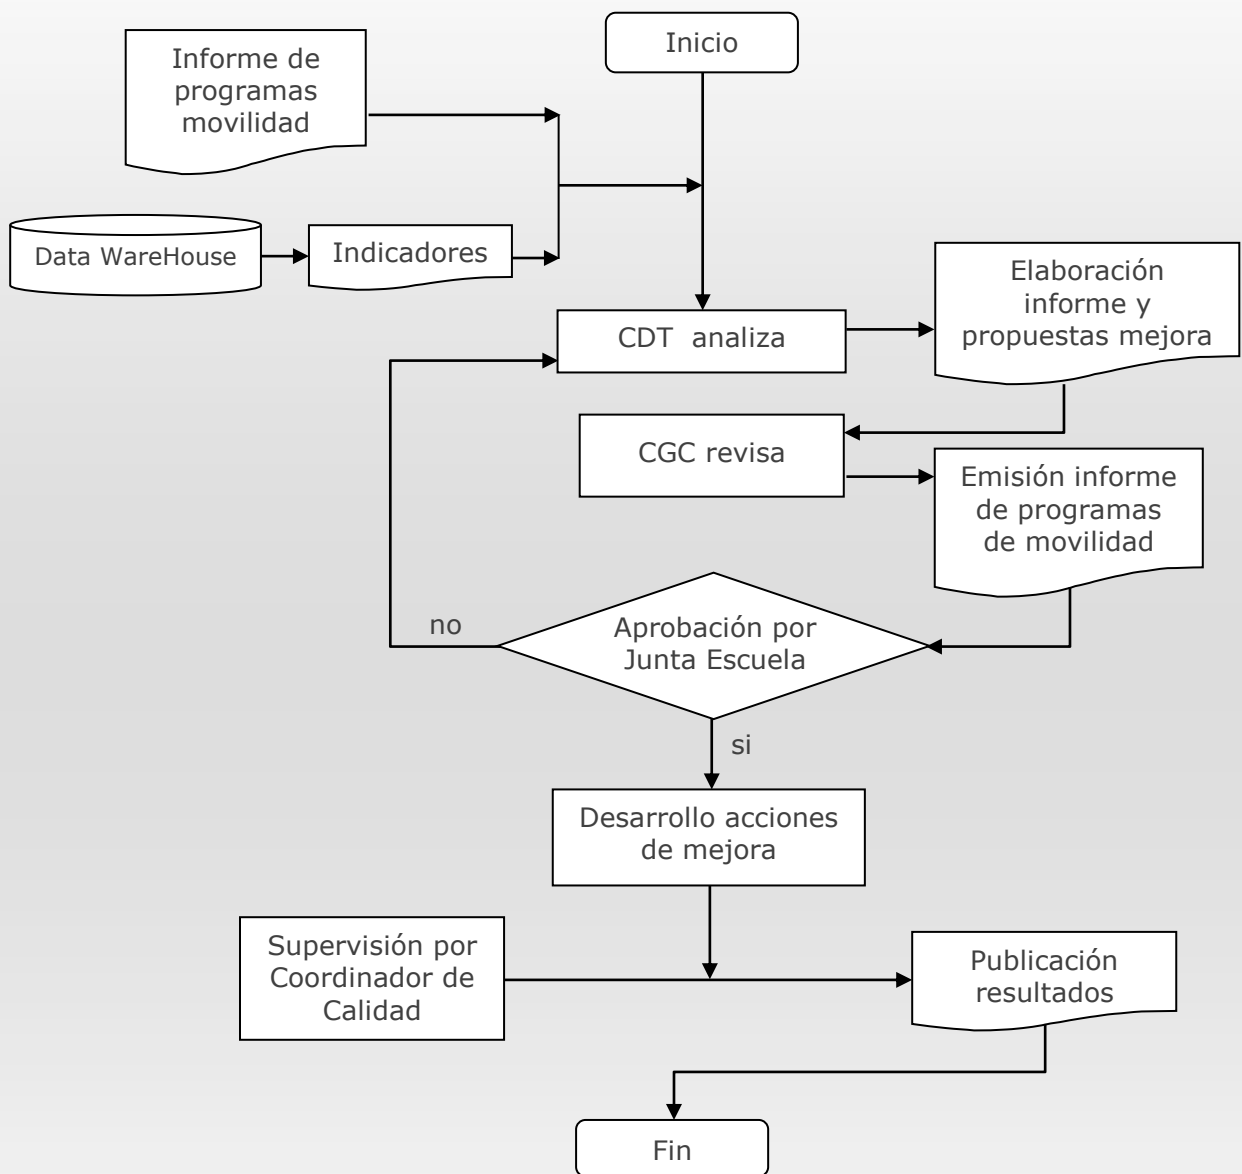 Inicio
Informe de
programas
movilidad
Data WareHouse
Indicadores
Elaboración
informe y
propuestas mejora
CDT analiza
CGC revisa
Emisión informe
de programas
de movilidad
no
Aprobación por
Junta Escuela
si
Desarrollo acciones
de mejora
Supervisión por
Coordinador de
Calidad
Publicación
resultados
Fin